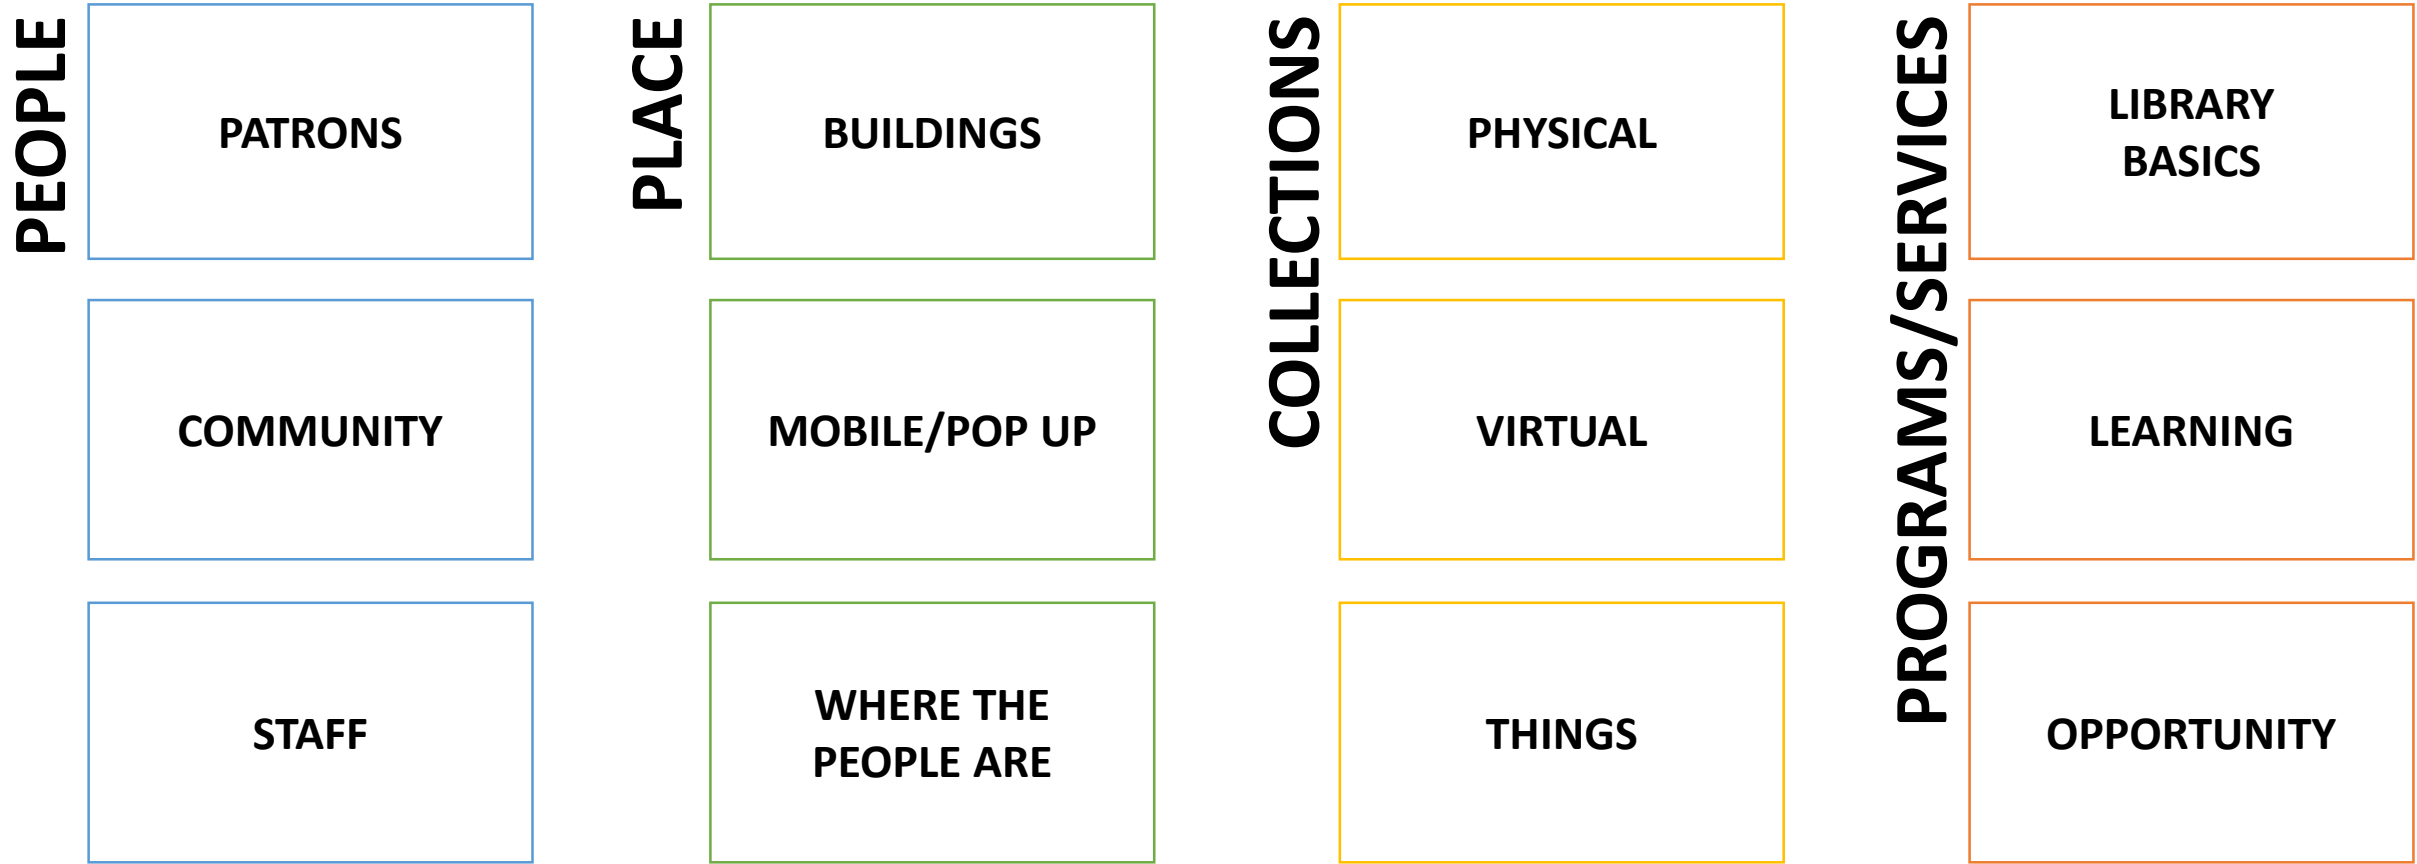 PEOPLE
PATRONS
COMMUNITY
STAFF
PLACE
BUILDINGS
MOBILE/POP UP
WHERE THE
PEOPLE ARE
COLLECTIONS
PHYSICAL
VIRTUAL
THINGS
PROGRAMS/SERVICES
LIBRARY
BASICS
LEARNING
OPPORTUNITY